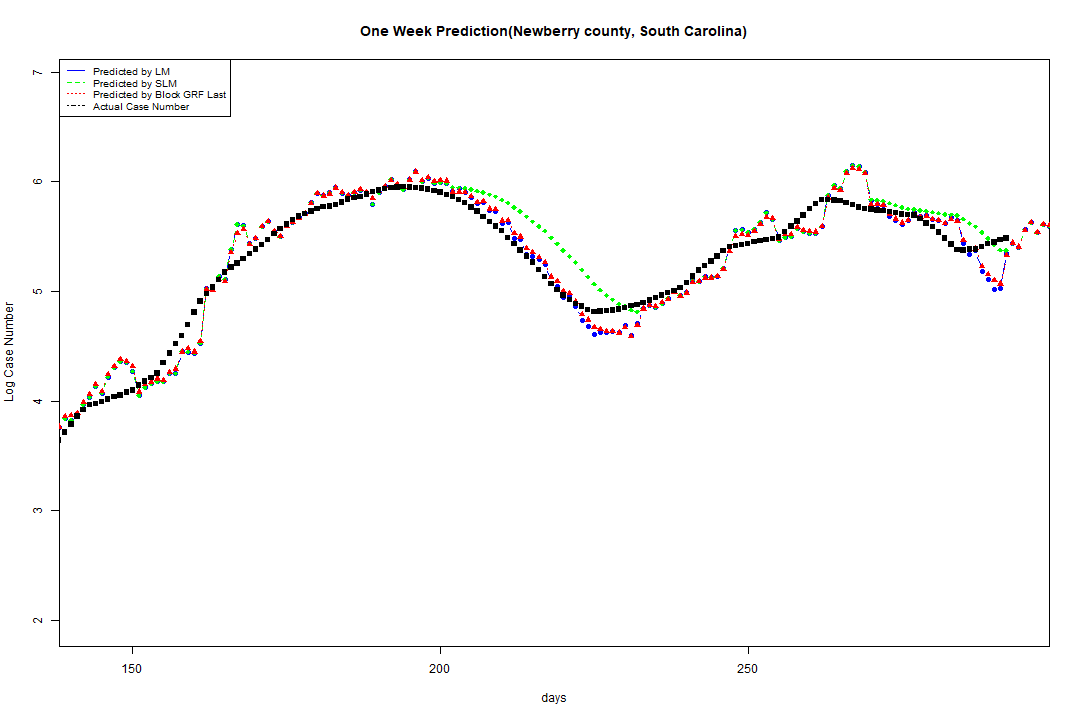 One Week Prediction(Newberry county, South Carolina)
Predicted by LM
Predicted by SLM
Predicted by Block GRF Last
Actual Case Number
7
6
5
4
3
2
Log Case Number
150 200 250
days